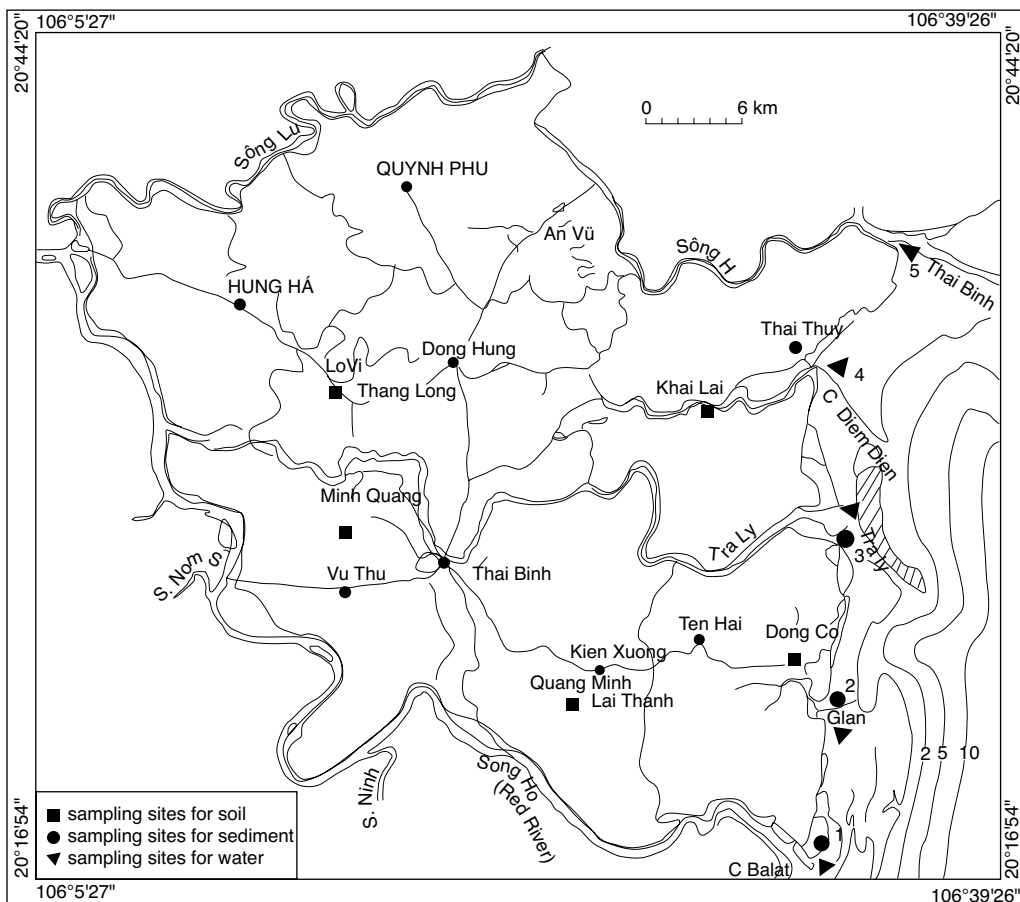 106°5'27"
106°39'26"
20°44'20"
20°44'20"
0 6 km
Sông Lu
QUYNH PHU
An Vü
Sông H
5
Thai Binh
HUNG HÁ
Thai Thuy
Dong Hung
LoVi
Thang Long
4
Khai Lai
C Diem Dien
Minh Quang
Tra Ly
Tra ly
3
S. Nom S.
Vu Thu
Thai Binh
Ten Hai
Dong Co
Kien Xuong
Quang Minh
Lai Thanh
2
Glan
2 5 10
Song Ho
(Red River)
S. Ninh
1
C Balat
sampling sites for soil
sampling sites for sediment
sampling sites for water
20°16'54"
20°16'54"
106°5'27"
106°39'26"